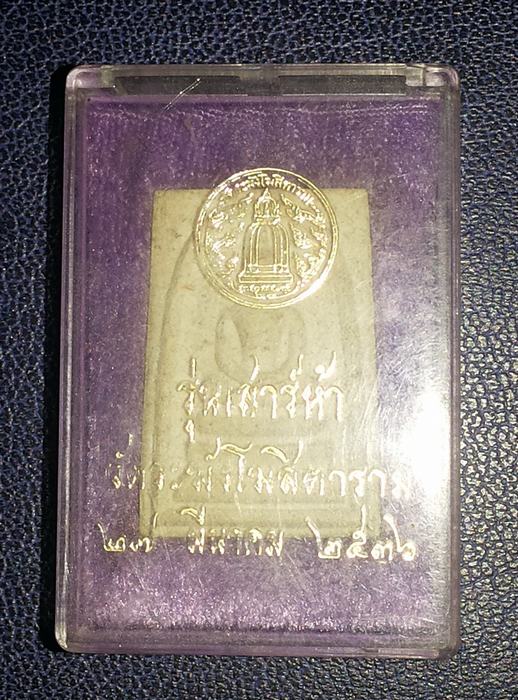 รุ่นเสาร์ห้า
วัดระฆังโฆสิตาราม
๒๗ มีนาคม ๒๕๓๖